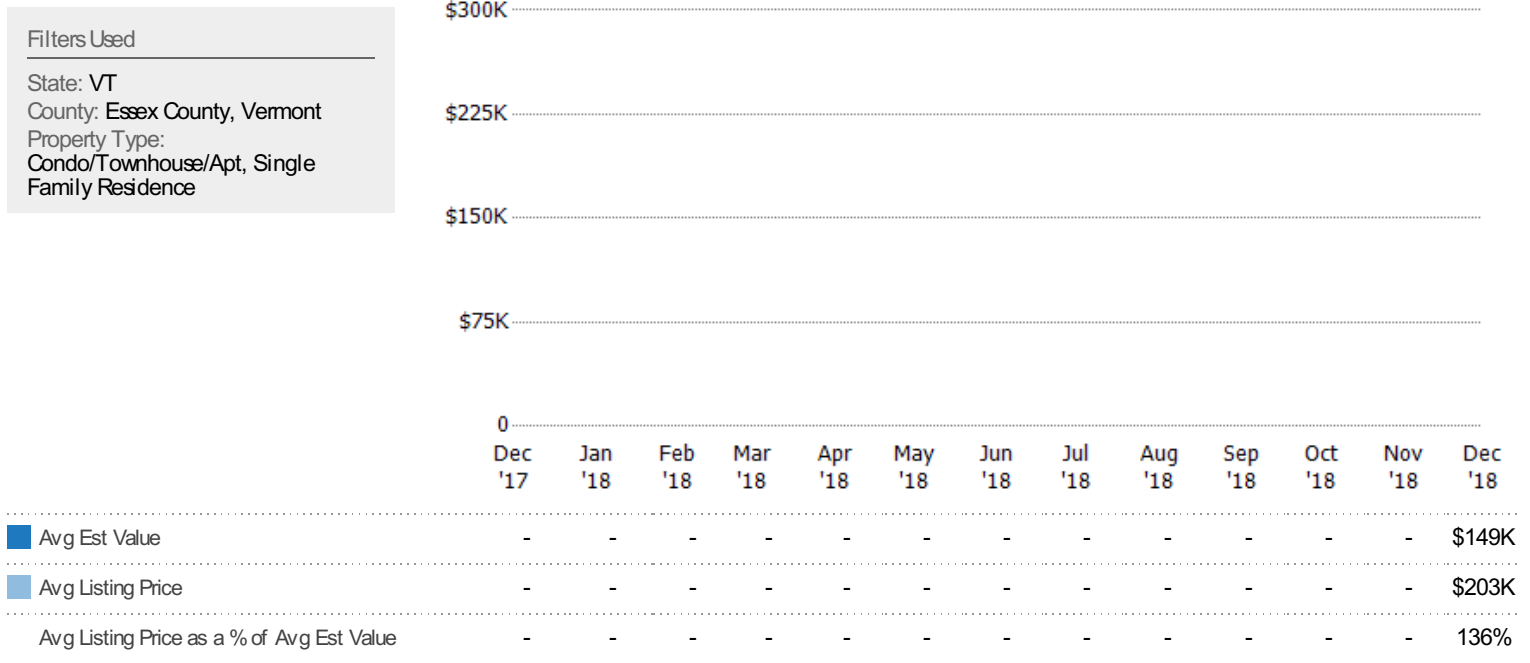 Filters Used
State: VT
County: Essex County, Vermont
Property Type:
Condo/Townhouse/Apt, Single
Family Residence
$300K
$225K
$150K
$75K
0
Dec Jan Feb Mar Apr May Jun Jul Aug Sep Oct Nov Dec
'17 '18 '18 '18 '18 '18 '18 '18 '18 '18 '18 '18 '18
Avg Est Value - - - - - - - - - - - - $149K
Avg Listing Price - - - - - - - - - - - - $203K
Avg Listing Price as a % of Avg Est Value - - - - - - - - - - - - 136%